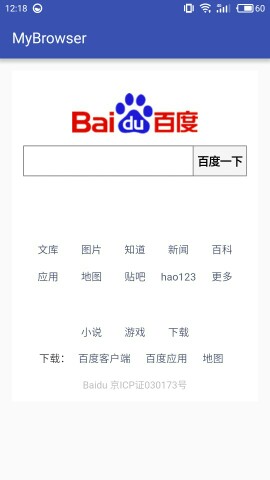 12:18 60
MyBrowser
Bai du 百度
百度一下
文库 图片 知道 新闻 百科
应用 地图 贴吧 hao123 更多
小说 游戏 下载
下载： 百度客户端 百度应用 地图
Baidu 京ICP证030173号